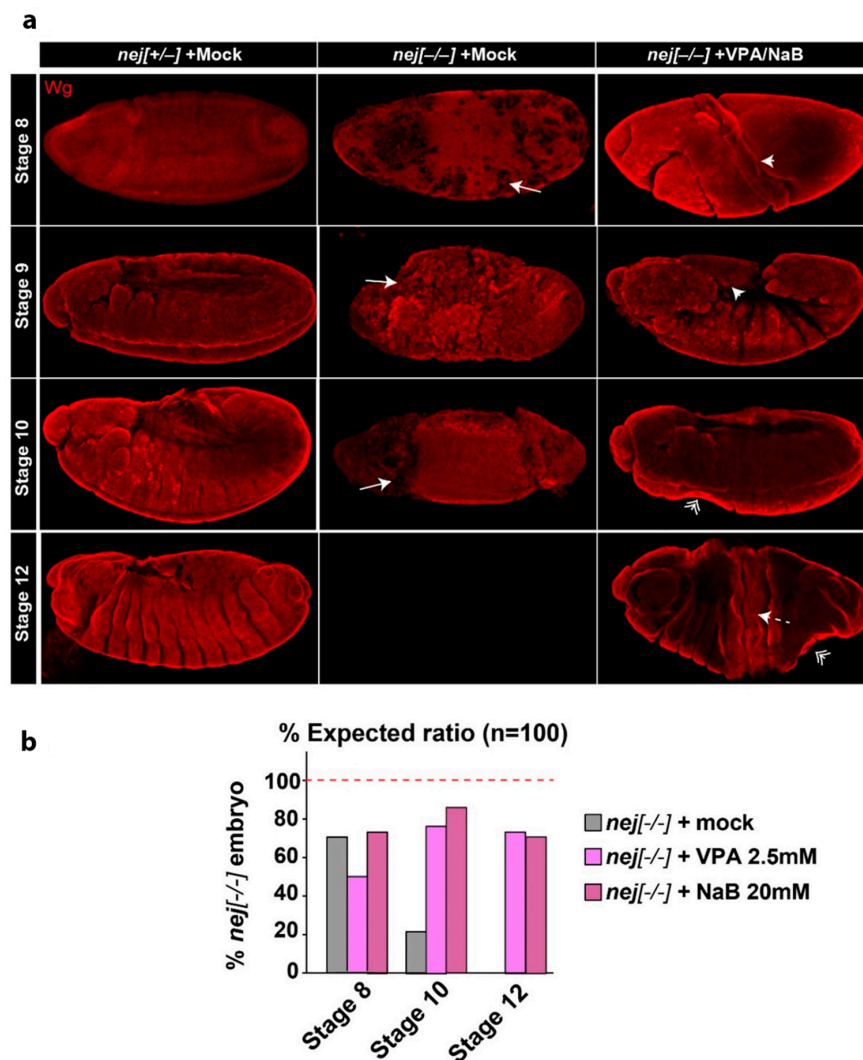 a
nej[+/–] +Mock
nej[–/–] +Mock
nej[–/–] +VPA/NaB
Wg
Stage 8
Stage 9
Stage 10
Stage 12
b
% Expected ratio (n=100)
% nej[-/-] embryo
100
80
60
40
20
0
Stage 8
Stage 10
Stage 12
nej[-/-] + mock
nej[-/-] + VPA 2.5mM
nej[-/-] + NaB 20mM